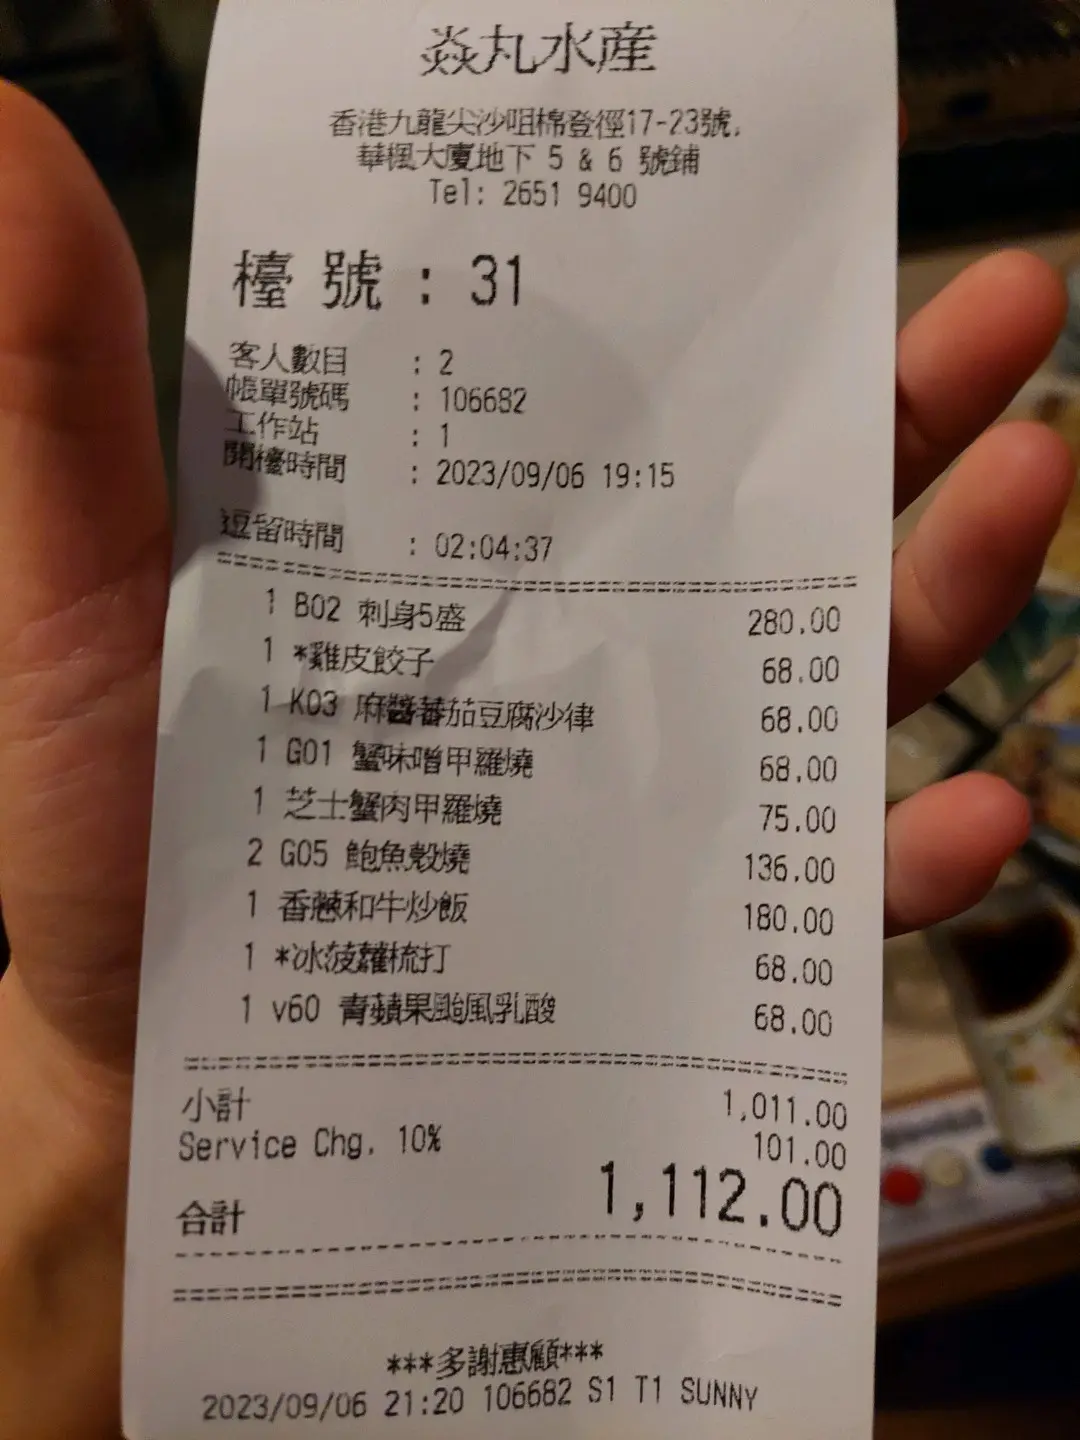 焱丸水産
香港九龍尖沙咀棉登徑17-23號,
華楓大廈地下 5 & 6 號鋪
Tel: 2651 9400
檯 號 : 31
客人數目 : 2
帳單號碼 : 106682
工作站 : 1
開檯時間 : 2023/09/06 19:15
逗留時間 : 02:04:37
1 B02 刺身5盛 280.00
1 *雞皮餃子 68.00
1 K03 麻醬蕃茄豆腐沙律 68.00
1 G01 蟹味噌甲羅燒 68.00
1 芝士蟹肉甲羅燒 75.00
2 G05 鮑魚殼燒 136.00
1 香蔥和牛炒飯 180.00
1 *冰菠蘿梳打 68.00
1 v60 青蘋果颱風乳酸 68.00
小計 1,011.00
Service Chg. 10% 101.00
合計 1,112.00
***多謝惠顧***
2023/09/06 21:20 106682 S1 T1 SUNNY